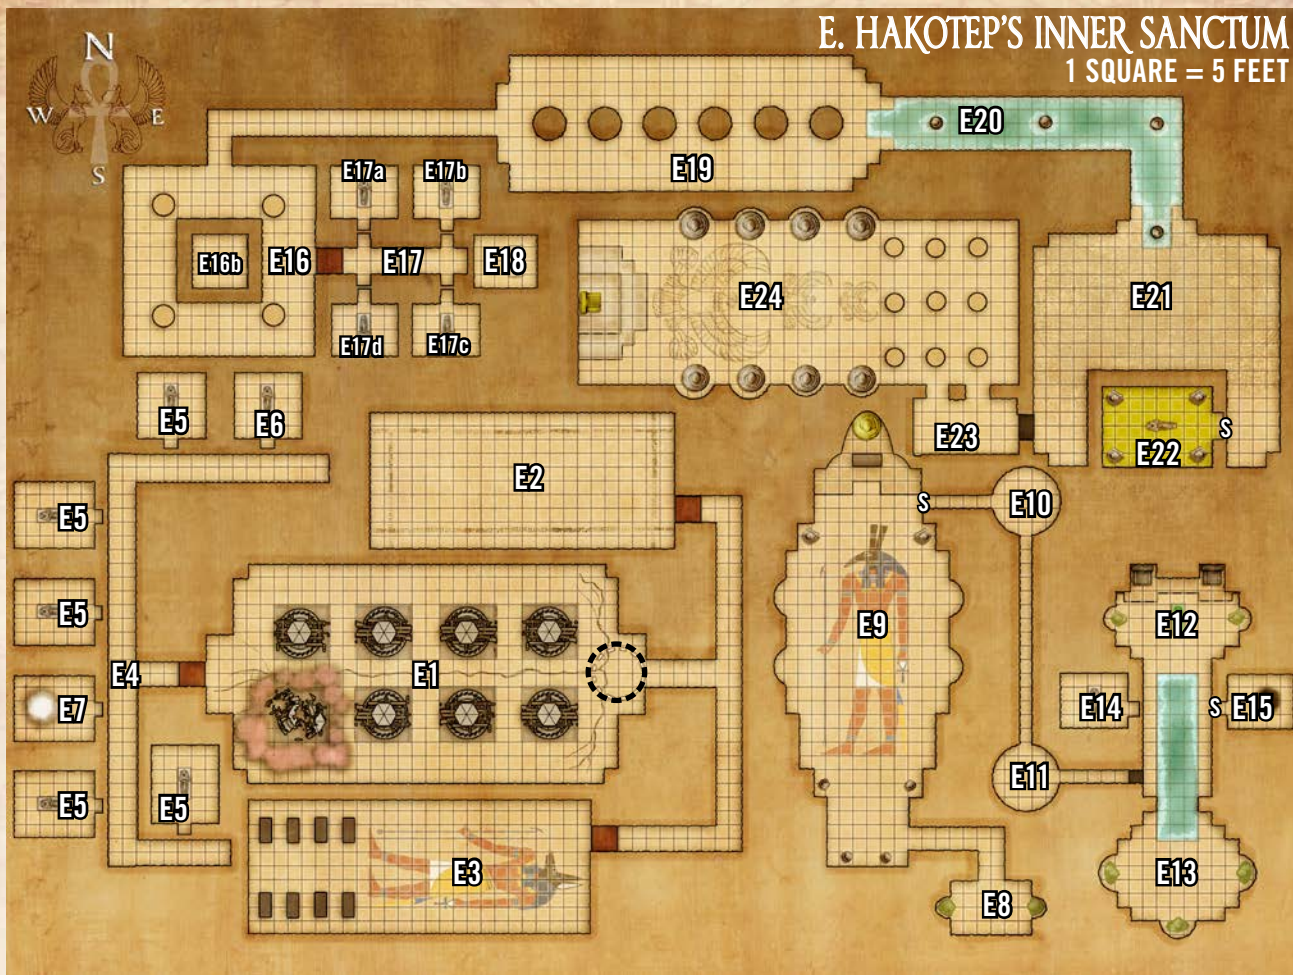 E. HAKOTEP'S INNER SANCTUM
1 SQUARE = 5 FEET
N
W E
S
E20
E19
E17a E17b
E16b E16 E17 E18
E17d E17c
E24
E21
E5 E6
E23
E22 S
E2
S E10
E5
E5
E9
E12
E4 E1
E7
E14 S E15
E11
E5 E5
E3
E13
E8